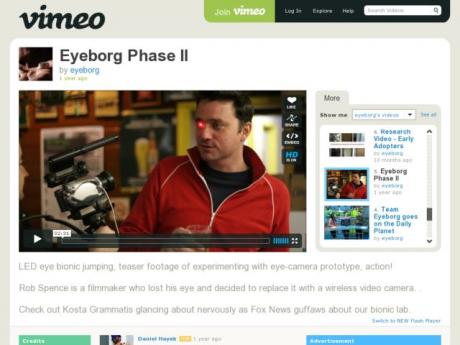 vimeo
Join vimeo
Log In
Explore
Help
Search Videos
Eyeborg Phase II
by eyeborg
1 year ago
LIKE
SHARE
EMBED
HD
IS ON
02:31
More
Show me
eyeborg's videos
See all
6. Research
Video - Early
Adopters
by eyeborg
10 months ago
5. Eyeborg
Phase II
by eyeborg
1 year ago
4. Team
Eyeborg goes
on the Daily
Planet
by eyeborg
LED eye bionic jumping, teaser footage of experimenting with eye-camera prototype, action!
Rob Spence is a filmmaker who lost his eye and decided to replace it with a wireless video camera. .
Check out Kosta Grammatis glancing about nervously as Fox News guffaws about our bionic lab.
Switch to NEW Flash Player
Credits
Daniel Hayek
1 year ago
Advertisement